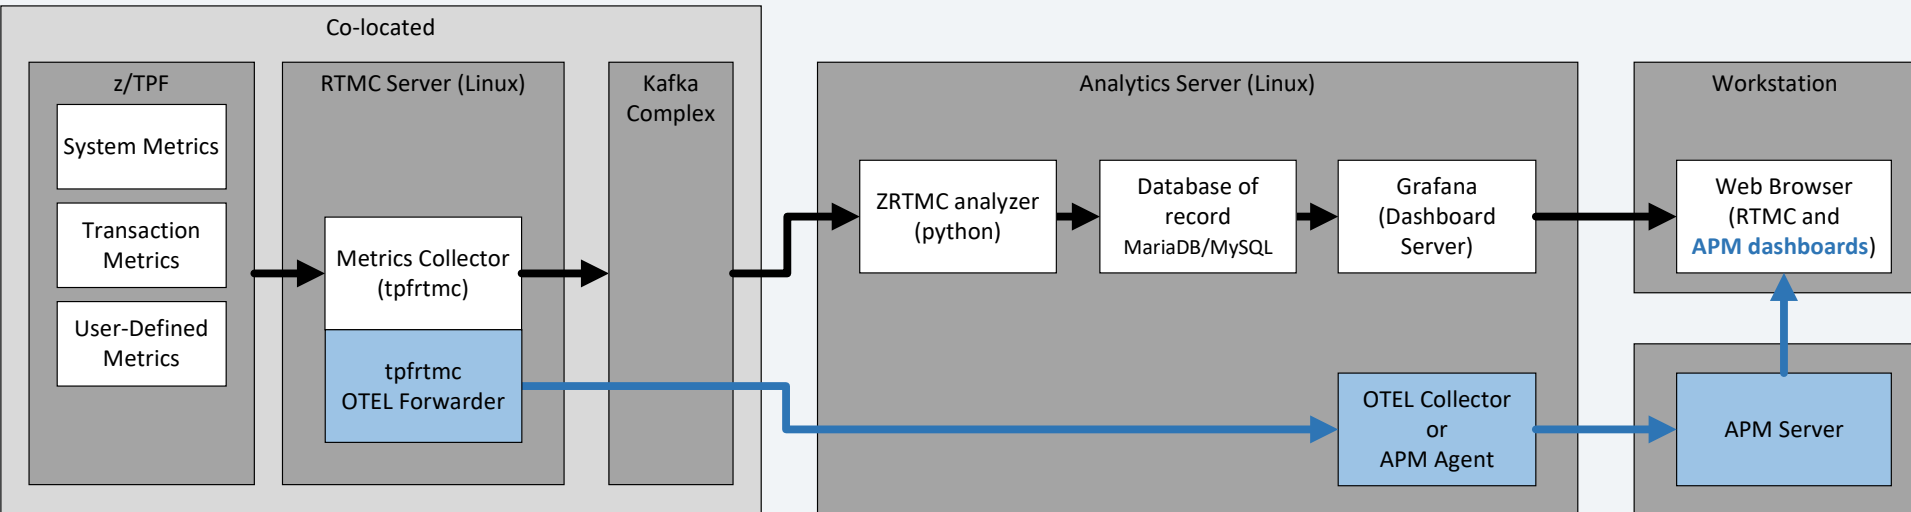 Co-located
z/TPF
System Metrics
Transaction
Metrics
User-Defined
Metrics
RTMC Server (Linux)
Metrics Collector
(tpfrtmc)
tpfrtmc
OTEL Forwarder
Kafka
Complex
Analytics Server (Linux)
ZRTMC analyzer
(python)
Database of
record
MariaDB/MySQL
Grafana
(Dashboard
Server)
OTEL Collector
or
APM Agent
Workstation
Web Browser
(RTMC and
APM dashboards)
APM Server